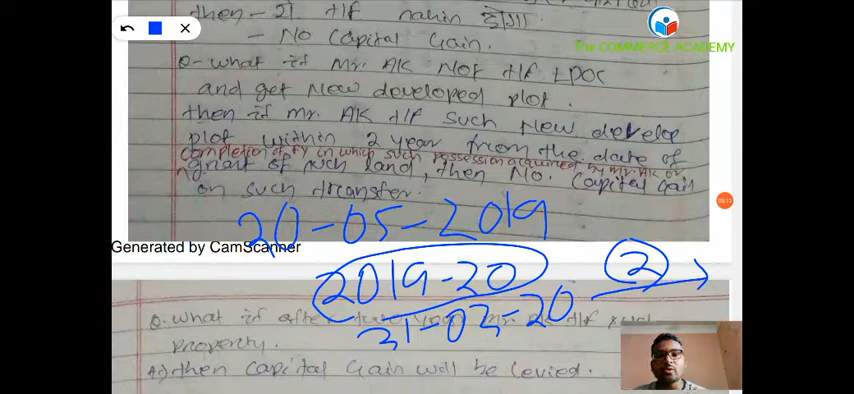 then - 21 t/f nahin होगा
- No Capital Gain.
The COMMERCE ACADEMY
Q- what if Mr. AK Not t/f LPOC
and get New developed plot.
then if Mr. AK t/f such New develop
plot within 2 year from the date of
completion of FY in which such possession acquired by Mr. AK or
right of such land, then No. Capital Gain
on such transfer.
20-05-2019
Generated by CamScanner
2019-20
2
31-03-20
Q. what if after two year Mr. AK t/f such
property.
A:) then Capital Gain will be levied.